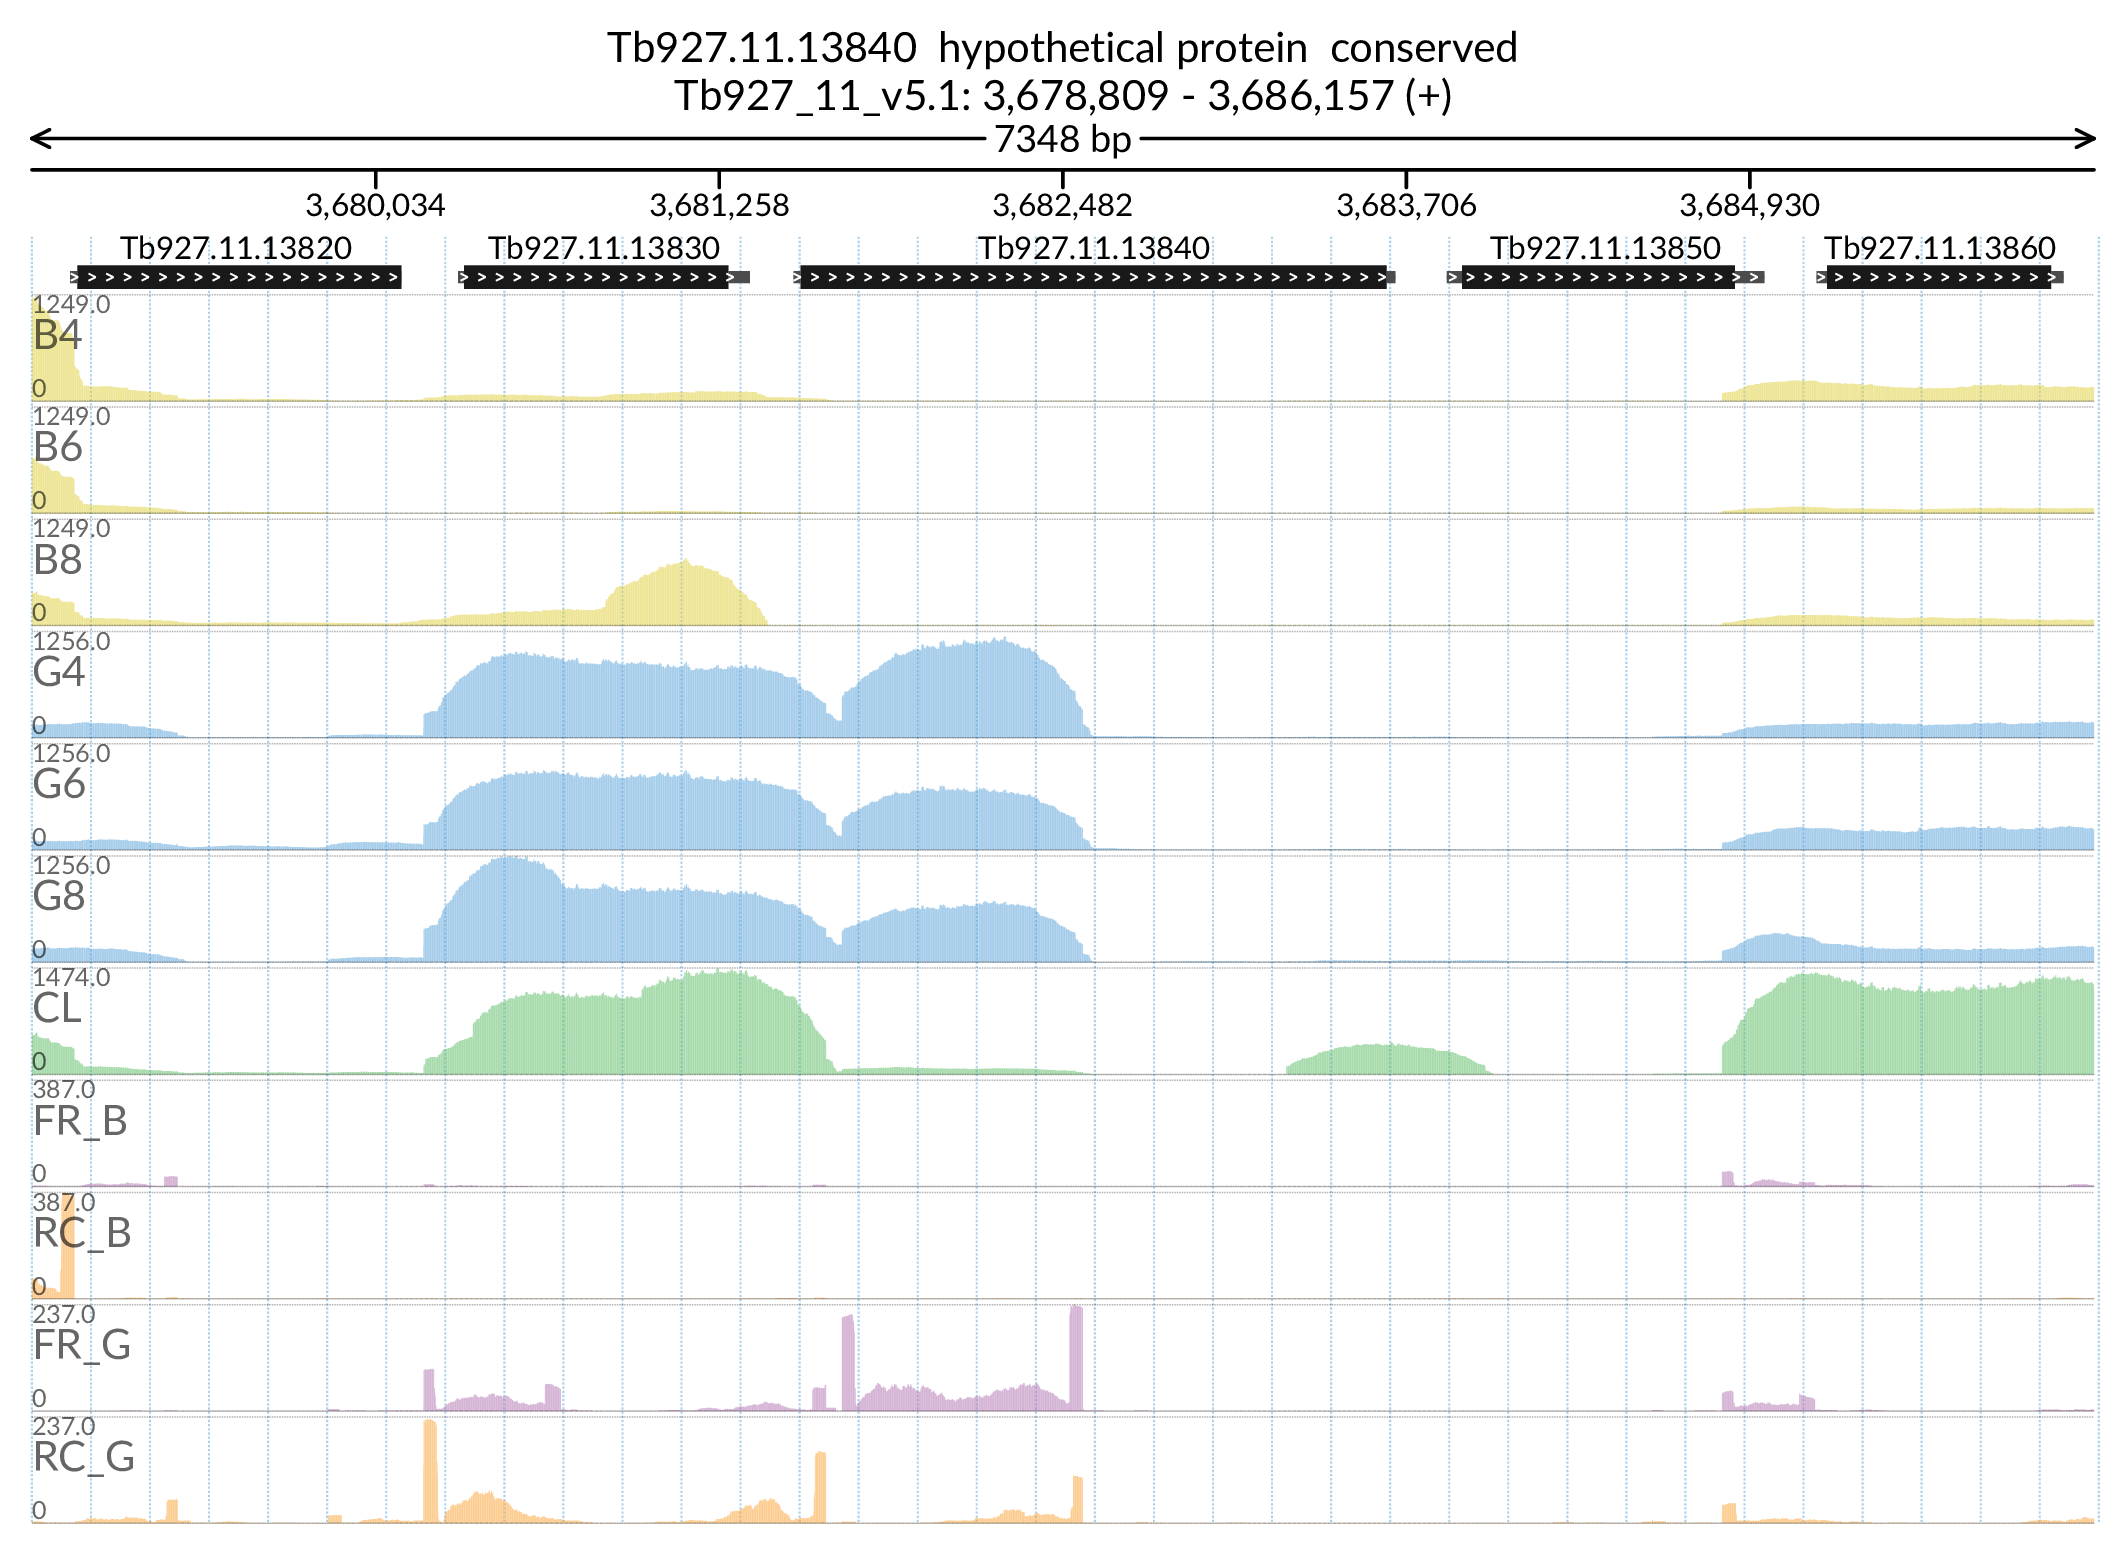 Tb927.11.13840 hypothetical protein conserved
Tb927_11_v5.1: 3,678,809 - 3,686,157 (+)
7348 bp
3,680,034 3,681,258 3,682,482 3,683,706 3,684,930
Tb927.11.13820 Tb927.11.13830 Tb927.11.13840 Tb927.11.13850 Tb927.11.13860
1249.0
B4
0
1249.0
B6
0
1249.0
B8
0
1256.0
G4
0
1256.0
G6
0
1256.0
G8
0
1474.0
CL
0
387.0
FR_B
0
387.0
RC_B
0
237.0
FR_G
0
237.0
RC_G
0